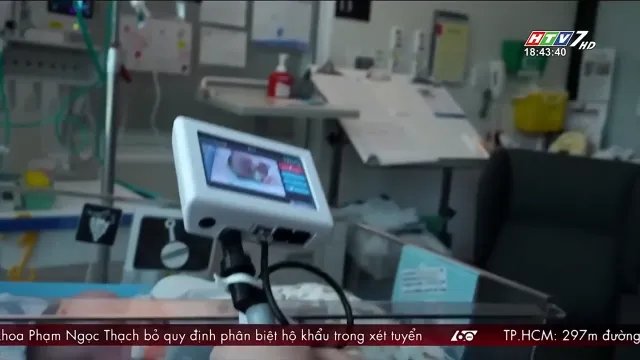 HTV7 HD
18:43:40
khoa Phạm Ngọc Thạch bỏ quy định phân biệt hộ khẩu trong xét tuyển 60 TP.HCM: 297m đường